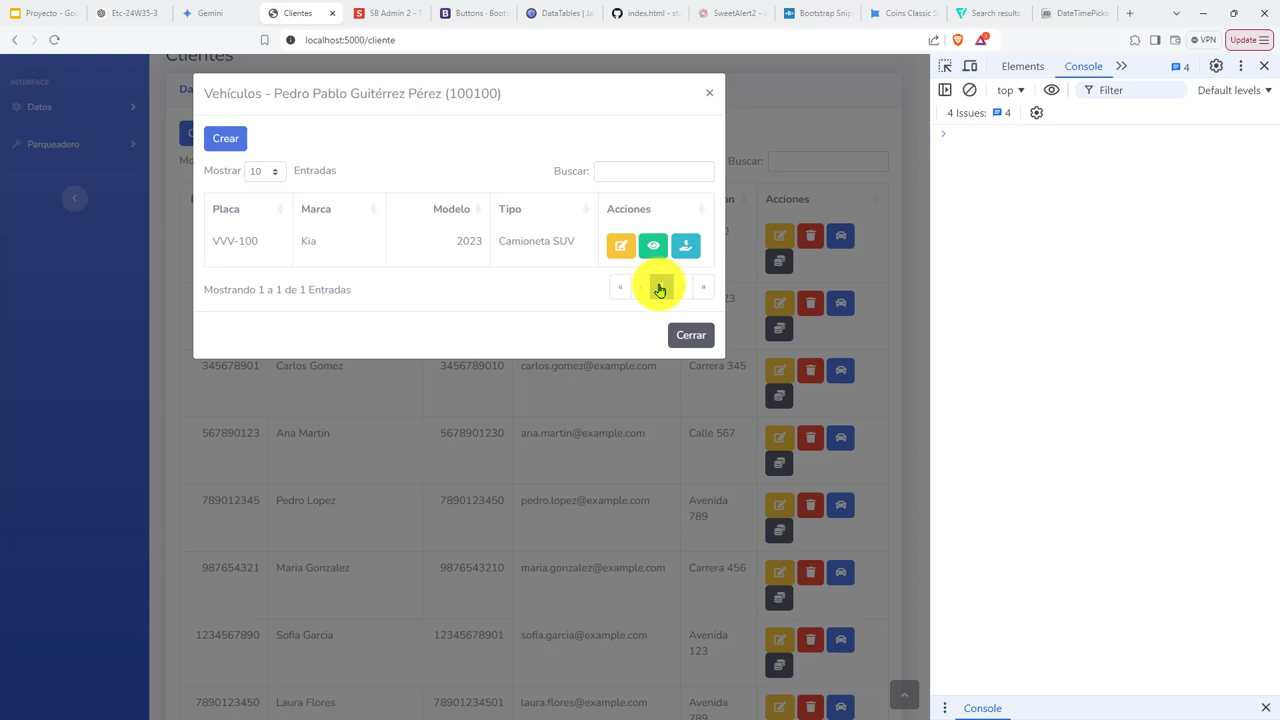 Proyecto - Goo
Etc-24W35-3
Gemini
Clientes
SB Admin 2 - T
Buttons - Boots
DataTables | Ja
index.html - sta
SweetAlert2 - a
Bootstrap Snip
Coins Classic S
Search results
DateTimePicke
localhost:5000/cliente
VPN
Update
Clientes
INTERFACE
Datos
Parqueadero
Vehículos - Pedro Pablo Guitérrez Pérez (100100)
×
Crear
Mostrar 10 Entradas
Buscar:
Placa Marca Modelo Tipo Acciones
VVV-100 Kia 2023 Camioneta SUV
Mostrando 1 a 1 de 1 Entradas
« ‹ › »
Cerrar
Buscar:
Acciones
345678901 Carlos Gomez 3456789010 carlos.gomez@example.com Carrera 345
567890123 Ana Martin 5678901230 ana.martin@example.com Calle 567
789012345 Pedro Lopez 7890123450 pedro.lopez@example.com Avenida
789
987654321 Maria Gonzalez 9876543210 maria.gonzalez@example.com Carrera 456
1234567890 Sofia Garcia 12345678901 sofia.garcia@example.com Avenida
123
7890123450 Laura Flores 78901234501 laura.flores@example.com Avenida
789
Elements Console 4
top Filter Default levels
4 Issues: 4
Console